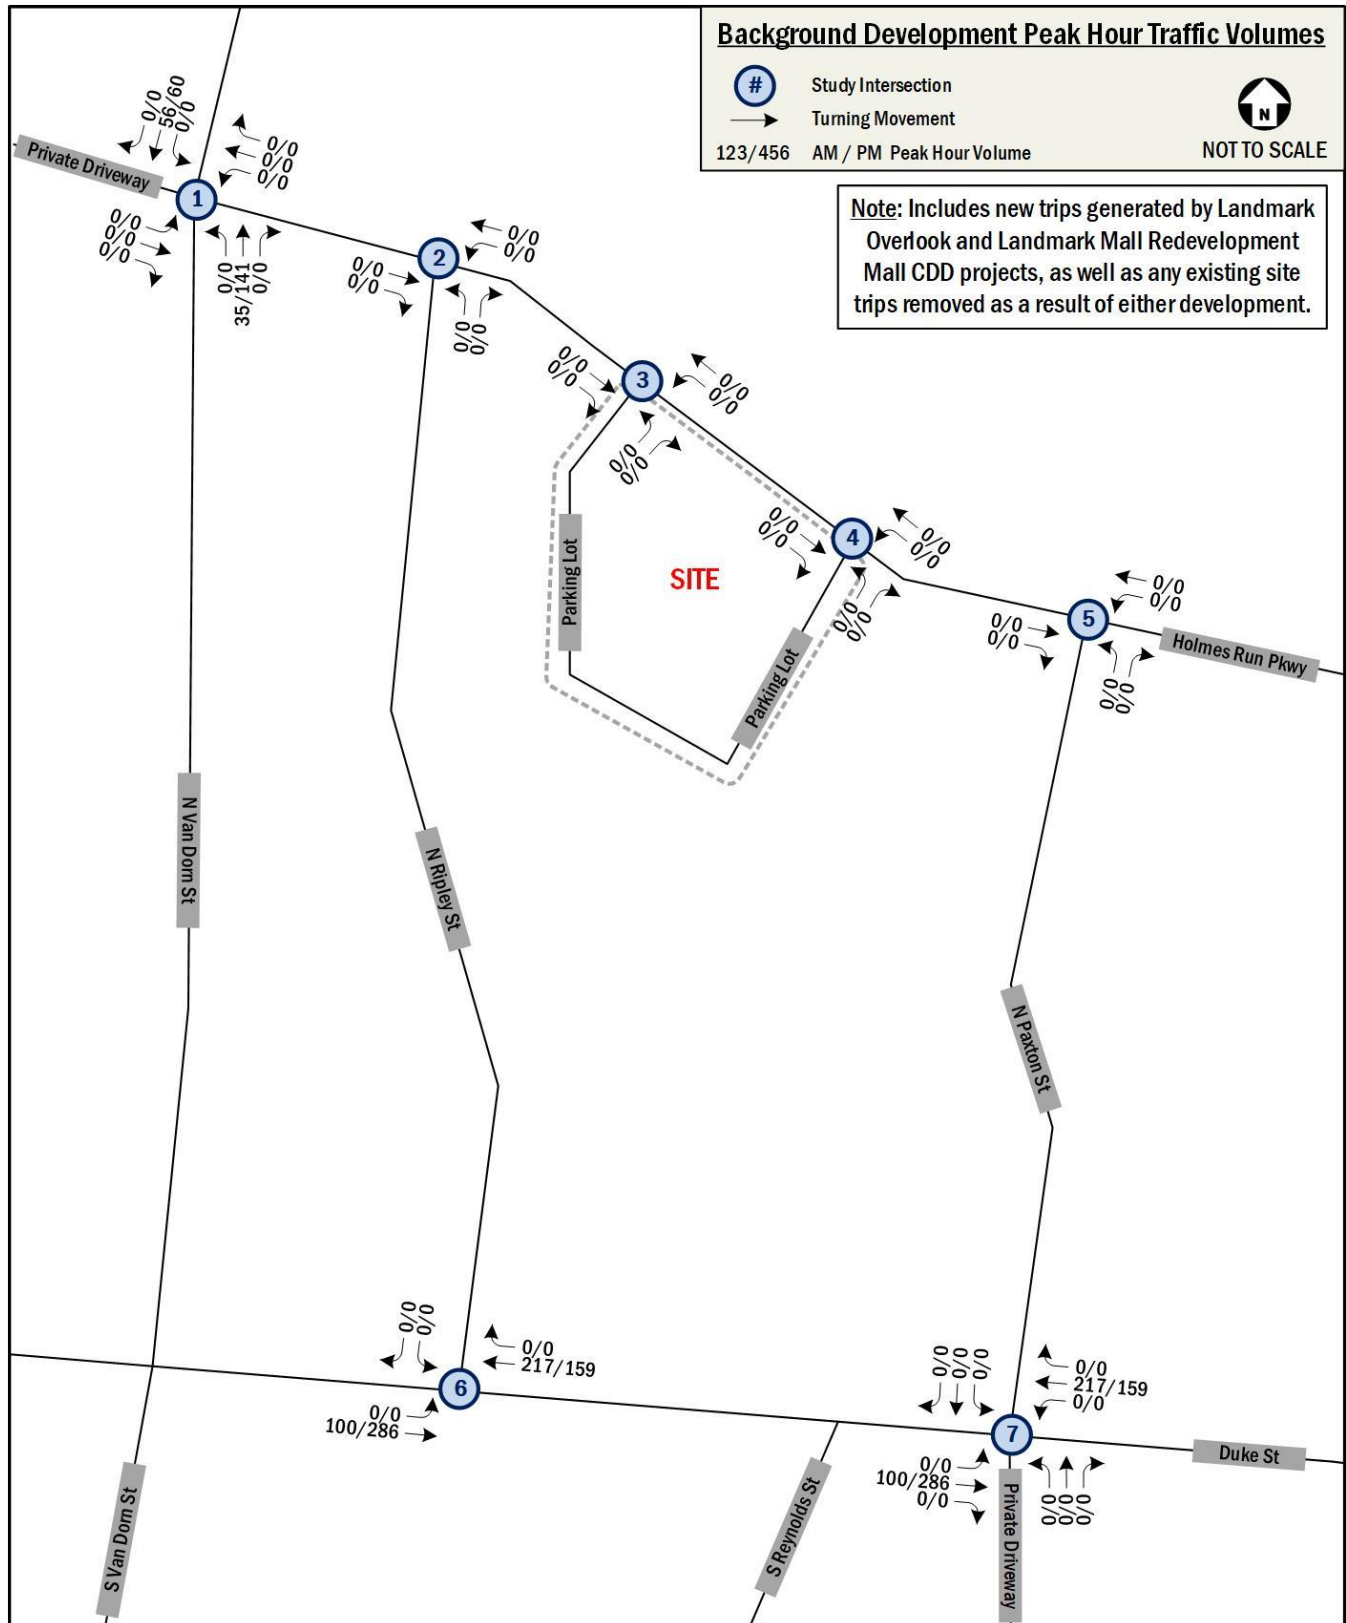 Background Development Peak Hour Traffic Volumes
# Study Intersection
Turning Movement
123/456 AM / PM Peak Hour Volume
N
NOT TO SCALE
Note: Includes new trips generated by Landmark
Overlook and Landmark Mall Redevelopment
Mall CDD projects, as well as any existing site
trips removed as a result of either development.
0/0
56/60
0/0
0/0
0/0
0/0
Private Driveway
1
0/0
0/0
0/0
0/0
35/141
0/0
2
0/0
0/0
0/0
0/0
0/0
0/0
3
0/0
0/0
0/0
0/0
0/0
0/0
4
0/0
0/0
0/0
0/0
0/0
0/0
SITE
Parking Lot
Parking Lot
5
0/0
0/0
0/0
0/0
0/0
0/0
Holmes Run Pkwy
N Van Dorn St
N Ripley St
N Paxton St
0/0
0/0
0/0
217/159
6
0/0
100/286
0/0
0/0
0/0
0/0
217/159
0/0
7
0/0
100/286
0/0
0/0
0/0
0/0
Duke St
S Van Dorn St
S Reynolds St
Private Driveway